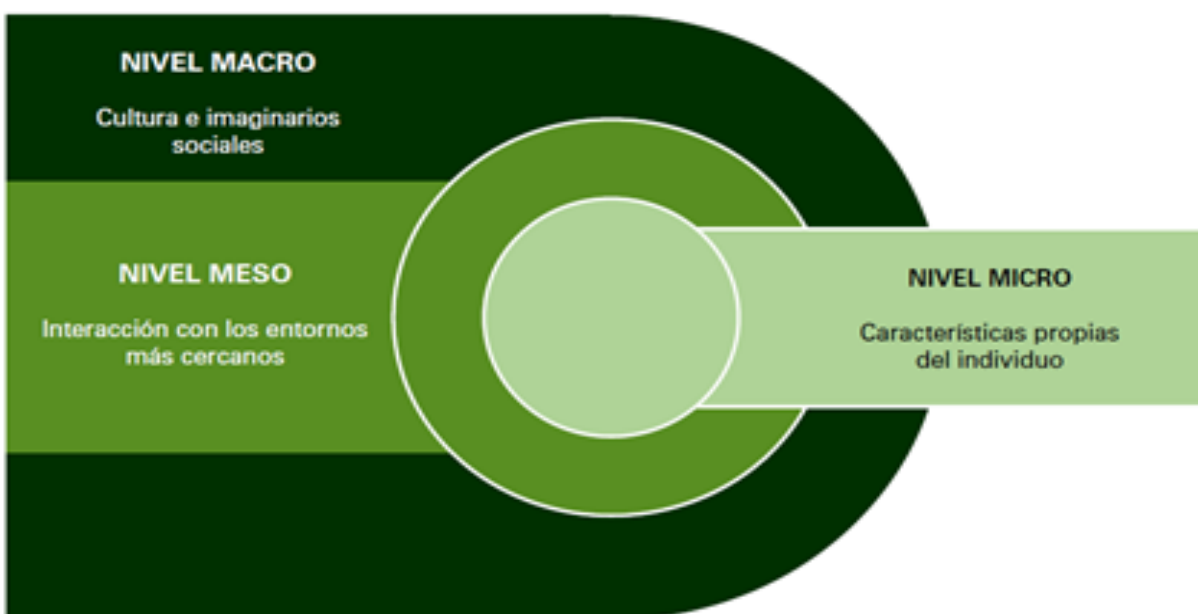 NIVEL MACRO
Cultura e imaginarios
sociales
NIVEL MESO
Interacción con los entornos
más cercanos
NIVEL MICRO
Características propias
del individuo